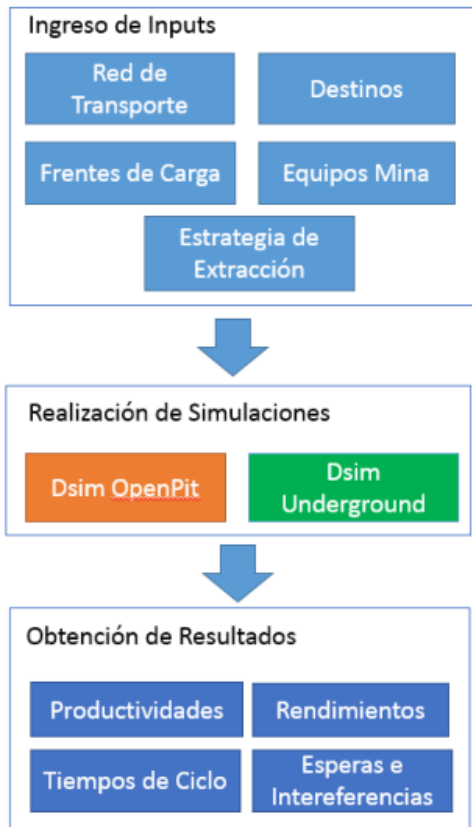 Ingreso de Inputs
Red de
Transporte
Destinos
Frentes de Carga
Equipos Mina
Estrategia de
Extracción
Realización de Simulaciones
Dsim OpenPit
Dsim
Underground
Obtención de Resultados
Productividades
Rendimientos
Tiempos de Ciclo
Esperas e
Intereferencias